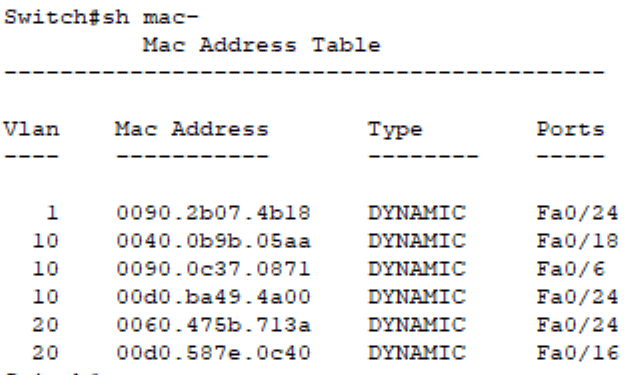 Switch#sh mac-
Mac Address Table
-------------------------------------------
Vlan Mac Address Type Ports
---- ----------- -------- -----
1 0090.2b07.4b18 DYNAMIC Fa0/24
10 0040.0b9b.05aa DYNAMIC Fa0/18
10 0090.0c37.0871 DYNAMIC Fa0/6
10 00d0.ba49.4a00 DYNAMIC Fa0/24
20 0060.475b.713a DYNAMIC Fa0/24
20 00d0.587e.0c40 DYNAMIC Fa0/16